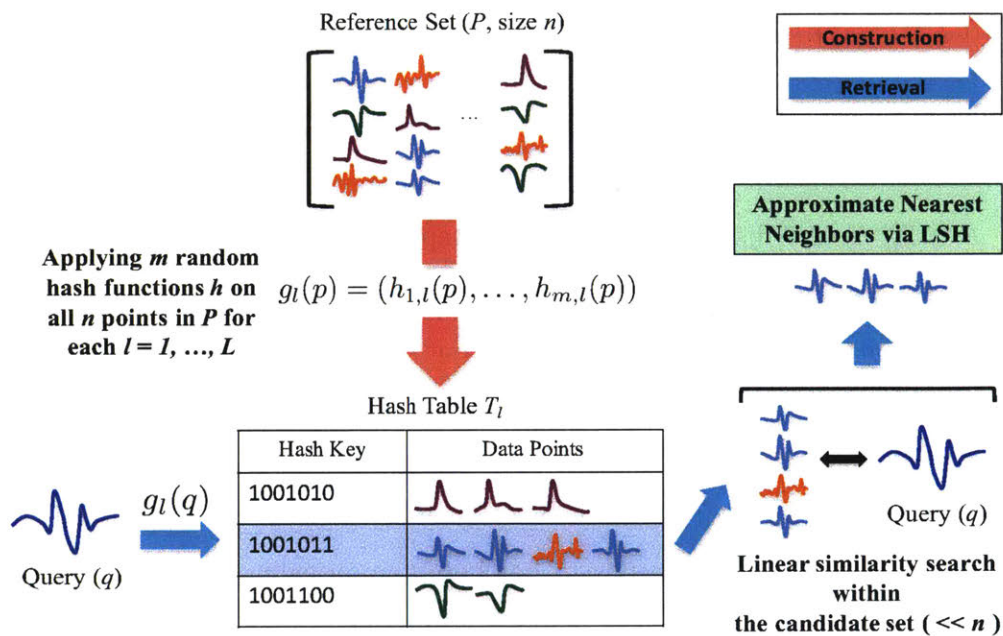 Reference Set (P, size n)
...
Construction
Retrieval
Applying m random
hash functions h on
all n points in P for
each l = 1, ..., L
g_l(p) = (h_{1,l}(p), ..., h_{m,l}(p))
Hash Table T_l
Hash Key
Data Points
1001010
1001011
1001100
g_l(q)
Query (q)
Approximate Nearest
Neighbors via LSH
Query (q)
Linear similarity search
within
the candidate set ( << n )